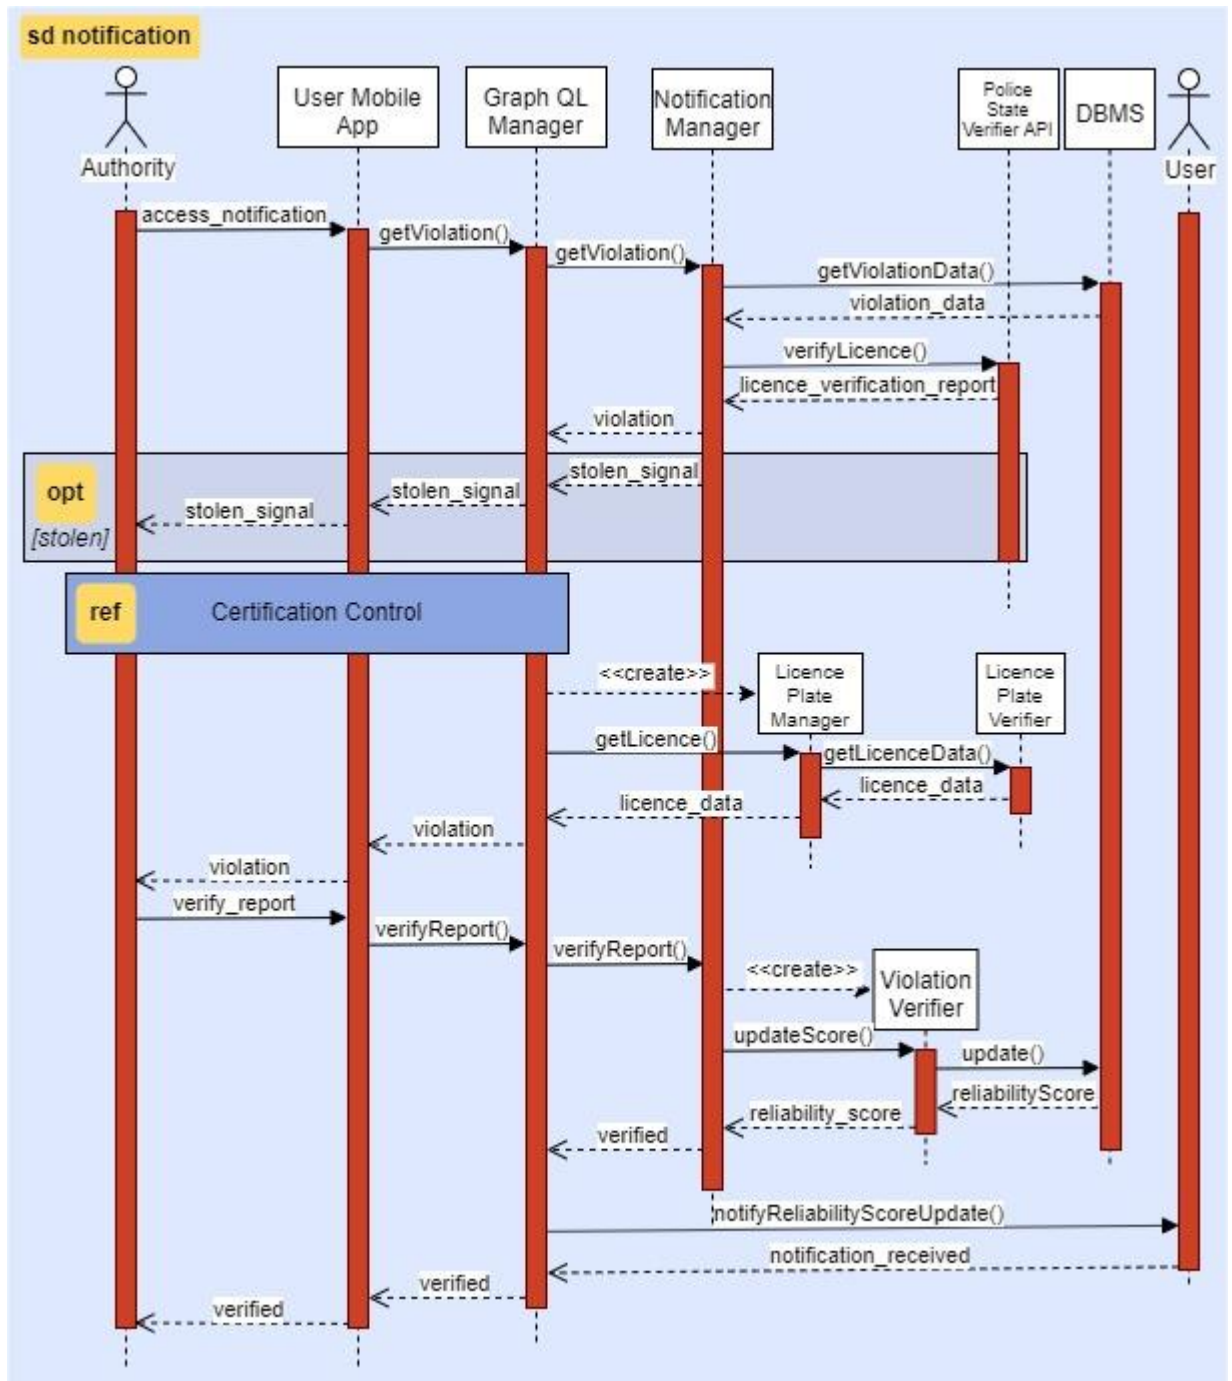 sd notification
Authority
User Mobile
App
Graph QL
Manager
Notification
Manager
Police
State
Verifier API
DBMS
User
access_notification
getViolation()
getViolation()
getViolationData()
violation_data
verifyLicence()
licence_verification_report
violation
opt
[stolen]
stolen_signal
stolen_signal
stolen_signal
ref
Certification Control
<<create>>
Licence
Plate
Manager
Licence
Plate
Verifier
getLicence()
getLicenceData()
licence_data
licence_data
violation
violation
verify_report
verifyReport()
verifyReport()
<<create>>
Violation
Verifier
updateScore()
update()
reliabilityScore
reliability_score
verified
notifyReliabilityScoreUpdate()
notification_received
verified
verified